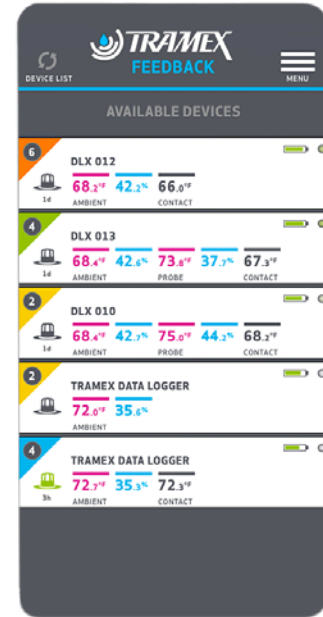 TRAMEX
FEEDBACK
DEVICE LIST
MENU
AVAILABLE DEVICES
6
DLX 012
68.2°F 42.2% 66.0°F
1d AMBIENT CONTACT
4
DLX 013
68.4°F 42.6% 73.8°F 37.7% 67.3°F
1d AMBIENT PROBE CONTACT
2
DLX 010
68.4°F 42.7% 75.0°F 44.2% 68.2°F
1d AMBIENT PROBE CONTACT
2
TRAMEX DATA LOGGER
72.0°F 35.6%
AMBIENT
4
TRAMEX DATA LOGGER
72.7°F 35.3% 72.3°F
3h AMBIENT CONTACT